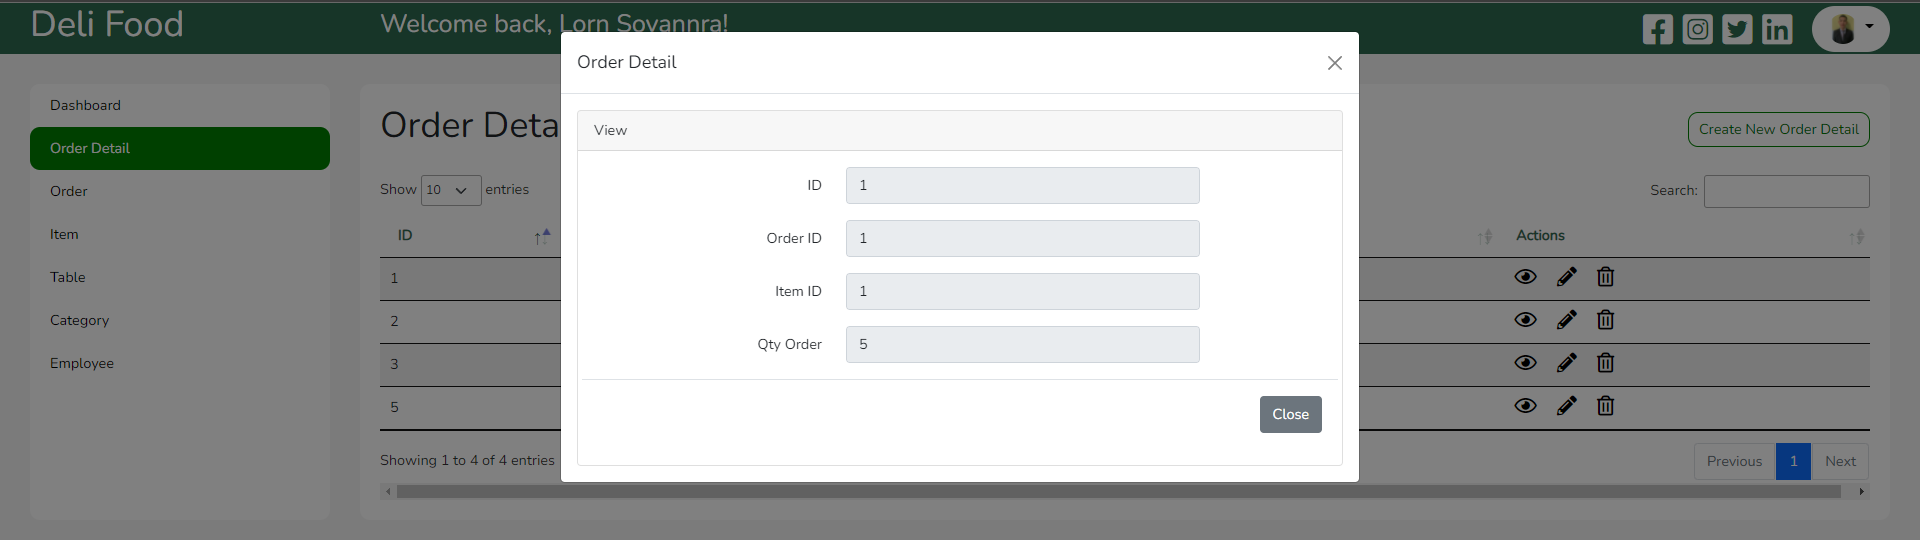 Deli Food
Welcome back, Lorn Sovannra!
Dashboard
Order Detail
Order
Item
Table
Category
Employee
Order Deta
Create New Order Detail
Show 10 entries
Search:
ID
Actions
1
2
3
5
Showing 1 to 4 of 4 entries
Previous 1 Next
Order Detail
View
ID 1
Order ID 1
Item ID 1
Qty Order 5
Close